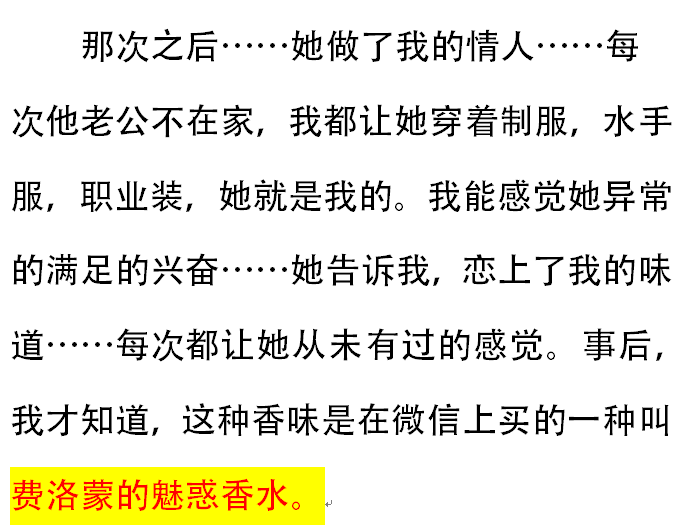 那次之后……她做了我的情人……每
次他老公不在家，我都让她穿着制服，水手
服，职业装，她就是我的。我能感觉她异常
的满足的兴奋……她告诉我，恋上了我的味
道……每次都让她从未有过的感觉。事后，
我才知道，这种香味是在微信上买的一种叫
费洛蒙的魅惑香水。